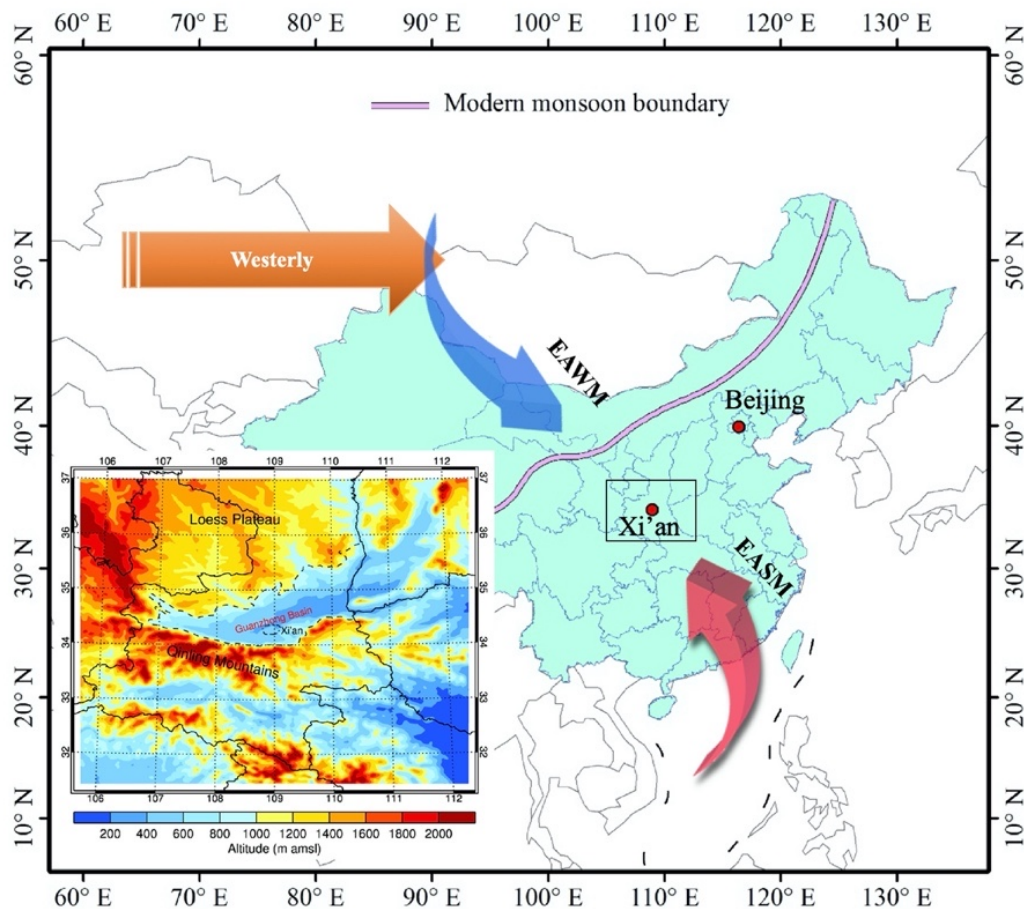 60° E 70° E 80° E 90° E 100° E 110° E 120° E 130° E
60° N
60° N
Modern monsoon boundary
50° N
Westerly
50° N
EAWM
Beijing
40° N
40° N
Xi’an
EASM
30° N
30° N
20° N
20° N
10° N
10° N
106 107 108 109 110 111 112
37
37
Loess Plateau
36
36
35
35
Guanzhong Basin
Xi'an
34
34
Qinling Mountains
33
33
32
32
106 107 108 109 110 111 112
200 400 600 800 1000 1200 1400 1600 1800 2000
Altitude (m amsl)
60° E 70° E 80° E 90° E 100° E 110° E 120° E 130° E